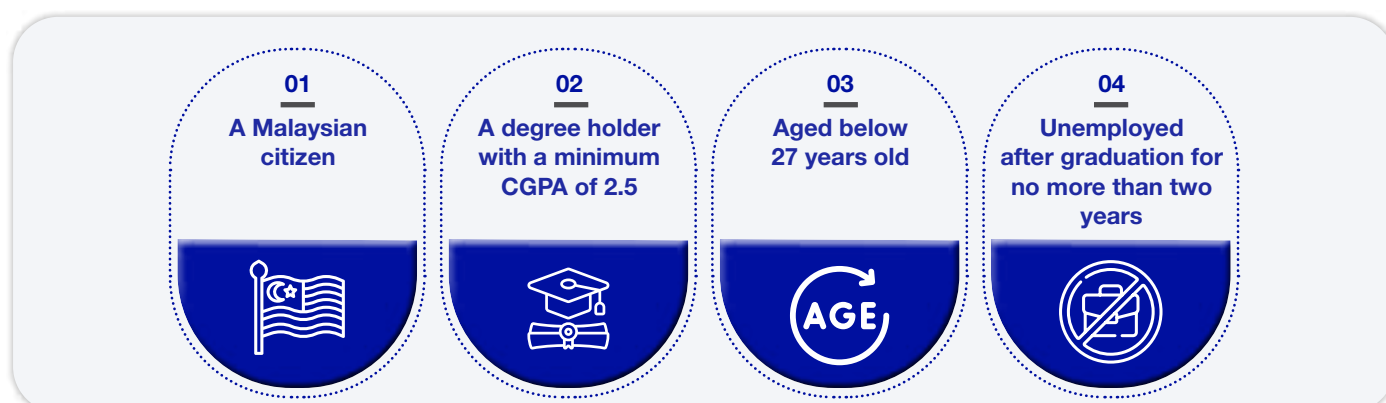 01
A Malaysian
citizen
02
A degree holder
with a minimum
CGPA of 2.5
03
Aged below
27 years old
04
Unemployed
after graduation for
no more than two
years
AGE